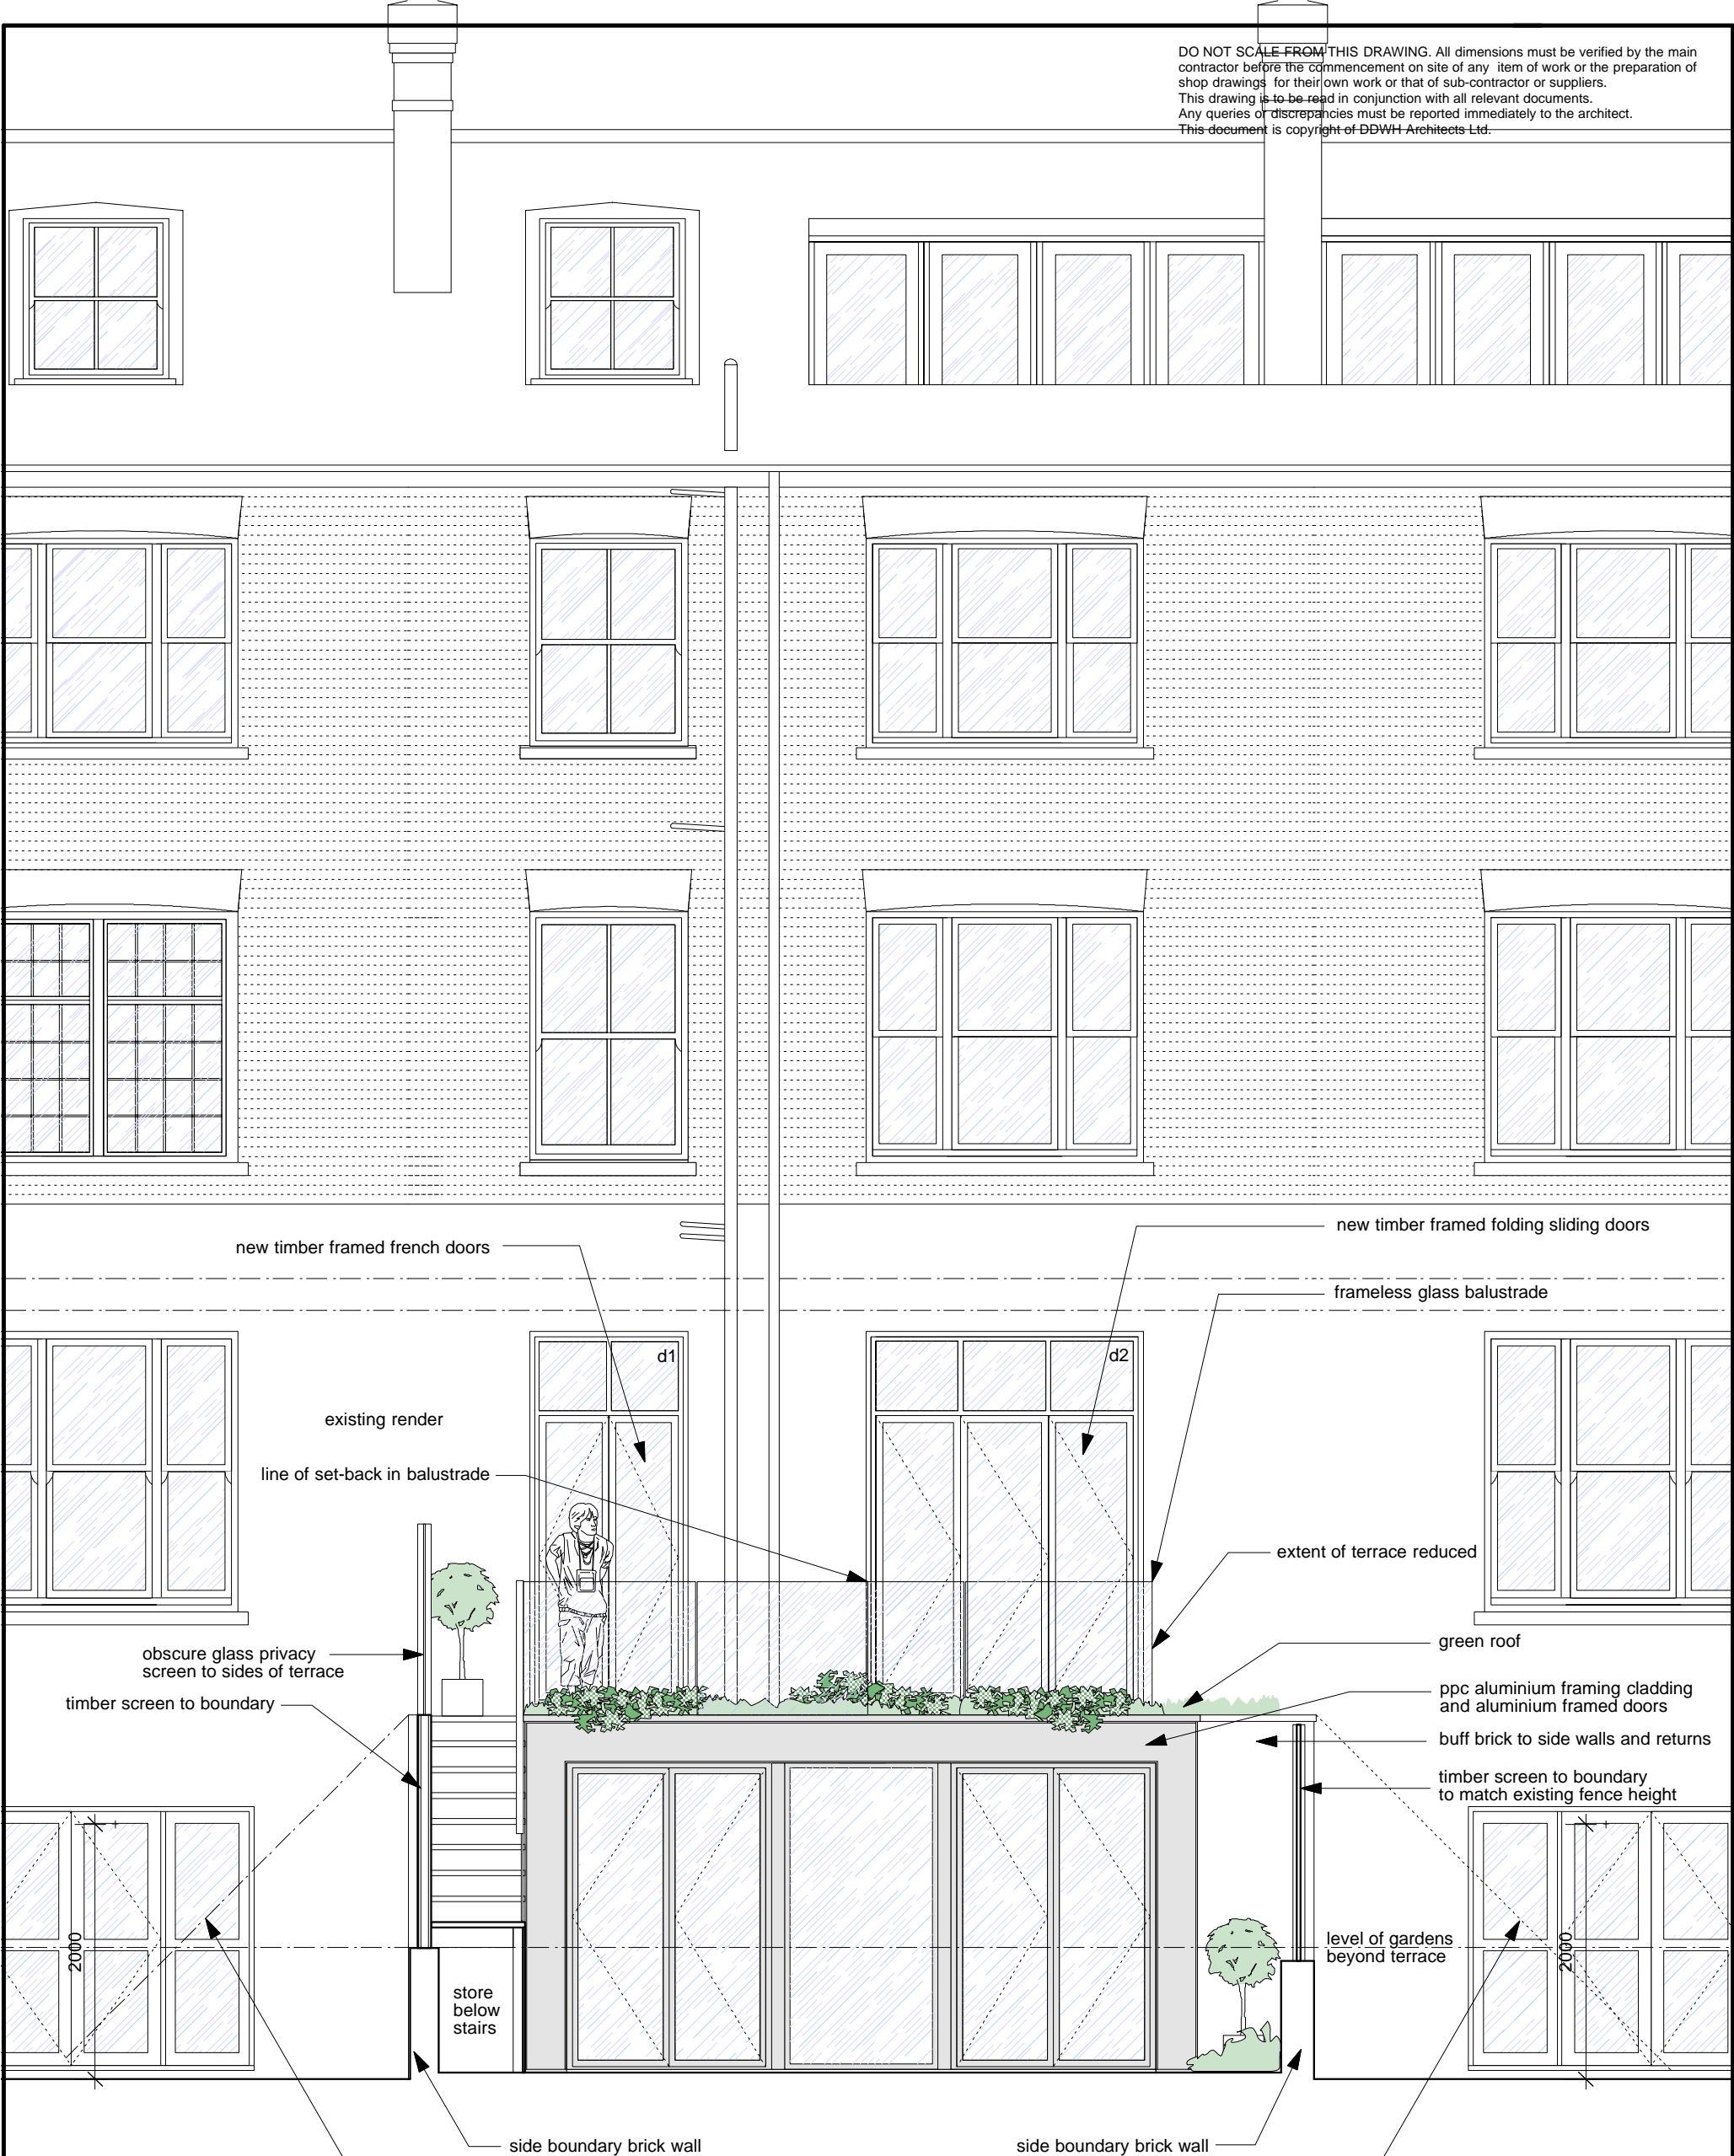 DO NOT SCALE FROM THIS DRAWING. All dimensions must be verified by the main
contractor before the commencement on site of any item of work or the preparation of
shop drawings for their own work or that of sub-contractor or suppliers.
This drawing is to be read in conjunction with all relevant documents.
Any queries or discrepancies must be reported immediately to the architect.
This document is copyright of DDWH Architects Ltd.
new timber framed folding sliding doors
new timber framed french doors
frameless glass balustrade
d1
d2
existing render
line of set-back in balustrade
extent of terrace reduced
obscure glass privacy
screen to sides of terrace
green roof
timber screen to boundary
ppc aluminium framing cladding
and aluminium framed doors
buff brick to side walls and returns
timber screen to boundary
to match existing fence height
2000
level of gardens
beyond terrace
2000
store
below
stairs
side boundary brick wall
side boundary brick wall